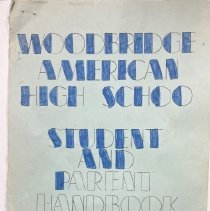 WOODBRIDGE
AMERICAN
HIGH SCHOO
STUDENT
AND
PARENT
HANDBOOK